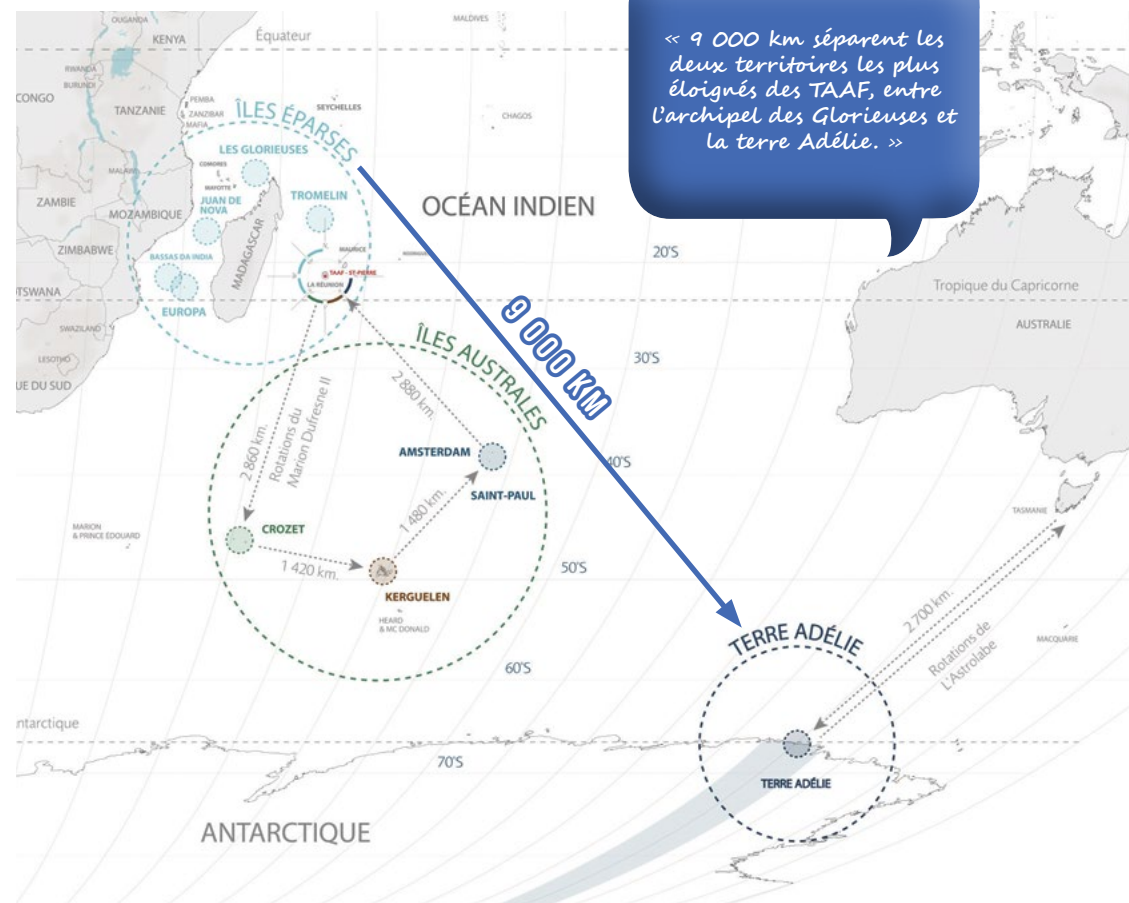 « 9 000 km séparent les
deux territoires les plus
éloignés des TAAF, entre
l'archipel des Glorieuses et
la terre Adélie. »
OUGANDA
KENYA
Équateur
MALDIVES
RWANDA
BURUNDI
CONGO
TANZANIE
PEMBA
ZANZIBAR
MAFIA
ÎLES ÉPARSES
SEYCHELLES
CHAGOS
LES GLORIEUSES
COMORES
MAYOTTE
MALAWI
ZAMBIE
MOZAMBIQUE
JUAN DE
NOVA
TROMELIN
OCÉAN INDIEN
ZIMBABWE
BASSAS DA INDIA
MADAGASCAR
MAURICE
TAAF - ST-PIERRE
LA RÉUNION
20°S
TSWANA
EUROPA
Tropique du Capricorne
SWAZILAND
AUSTRALIE
LESOTHO
UE DU SUD
9 000 KM
ÎLES AUSTRALES
30°S
2 880 km.
2 860 km.
Rotations du
Marion Dufresne II
AMSTERDAM
40°S
SAINT-PAUL
1 480 km.
TASMANIE
MARION
& PRINCE ÉDOUARD
CROZET
1 420 km.
50°S
KERGUELEN
HEARD
& MC DONALD
2 700 km.
Rotations de
L'Astrolabe
MACQUARIE
TERRE ADÉLIE
60°S
ntarctique
70°S
TERRE ADÉLIE
ANTARCTIQUE